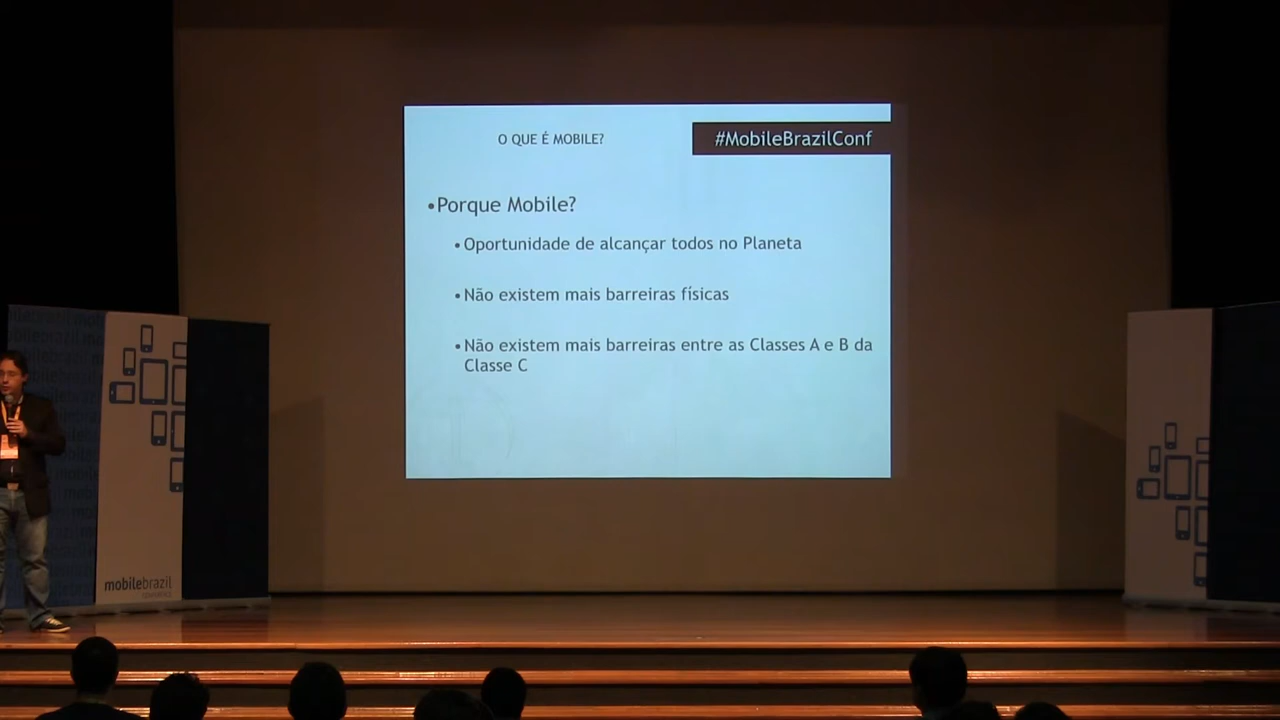 O QUE É MOBILE?
#MobileBrazilConf
•Porque Mobile?
•Oportunidade de alcançar todos no Planeta
•Não existem mais barreiras físicas
•Não existem mais barreiras entre as Classes A e B da
Classe C
mobilebrazil